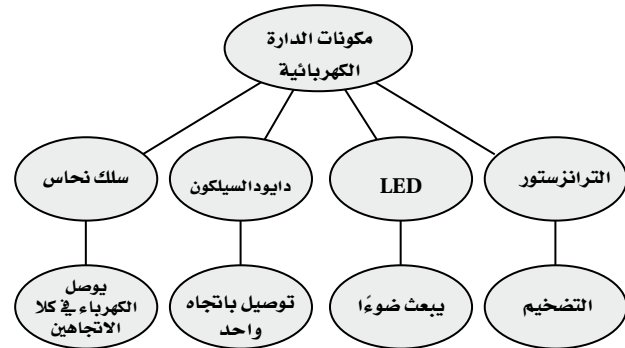 مكونات الدارة
الكهربائية
الترانزستور
LED
دايود السيلكون
سلك نحاس
التضخيم
يبعث ضوءًا
توصيل باتجاه
واحد
يوصل
الكهرباء في كلا
الاتجاهين